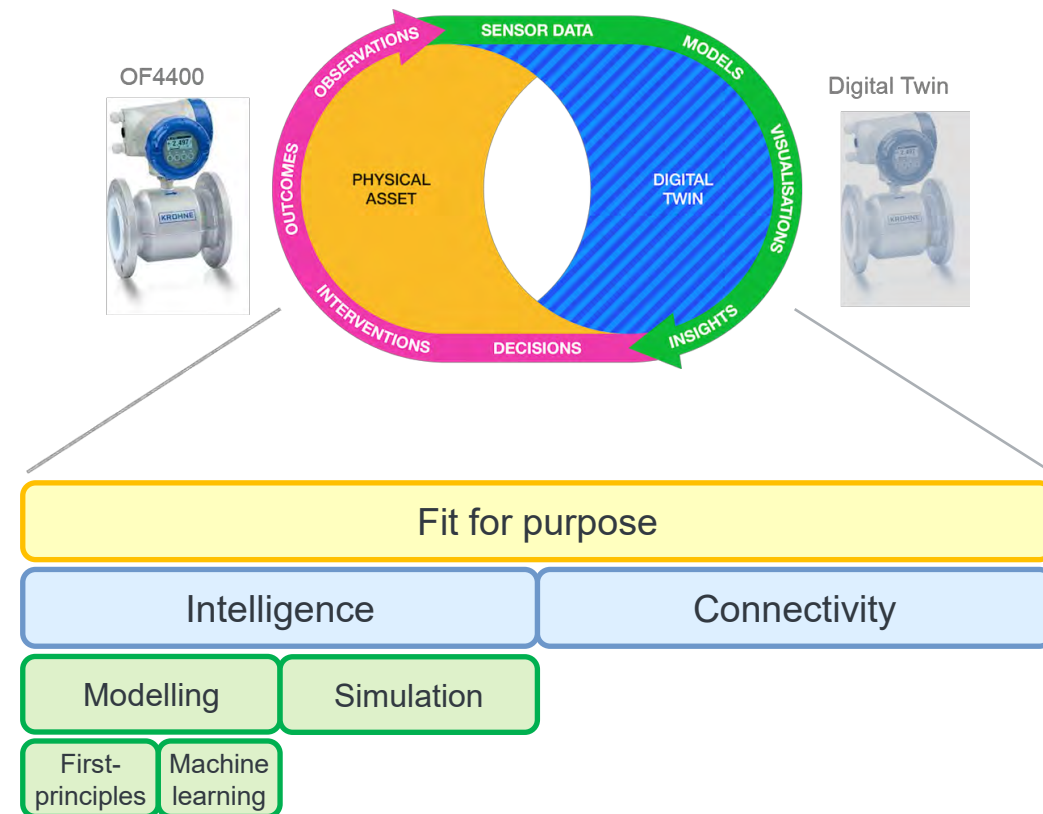 OF4400
Digital Twin
SENSOR DATA
MODELS
VISUALISATIONS
INSIGHTS
DECISIONS
INTERVENTIONS
OUTCOMES
OBSERVATIONS
PHYSICAL
ASSET
DIGITAL
TWIN
KROHNE
KROHNE
Fit for purpose
Intelligence
Connectivity
Modelling
Simulation
First-
principles
Machine
learning